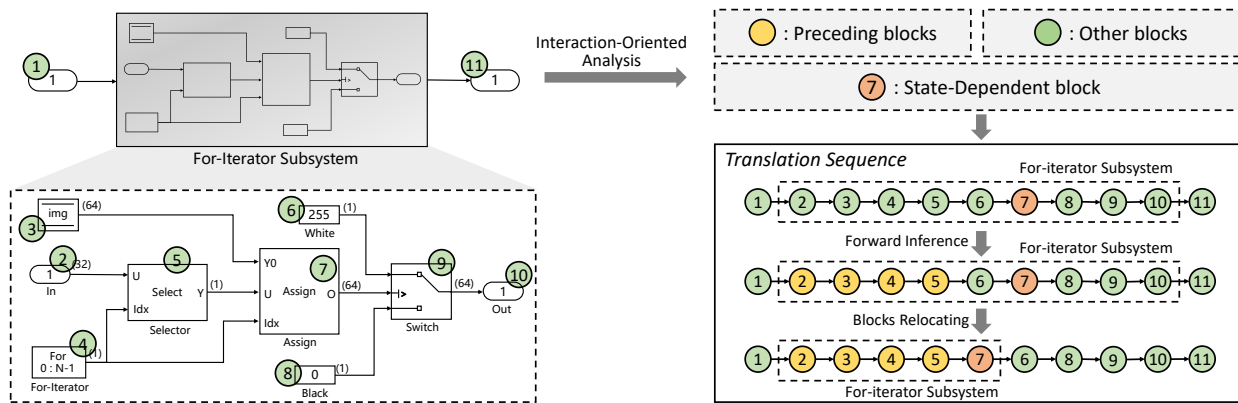 1
1
For-Iterator Subsystem
11
1
Interaction-Oriented
Analysis
: Preceding blocks
: Other blocks
7 : State-Dependent block
img
(64)
3
2
1
(32)
In
5
U
Select
Y
(1)
Idx
Selector
4
For
0 : N-1
(1)
For-Iterator
6
255
(1)
White
Y0
7
U
Assign
O
(64)
Idx
Assign
8
0
(1)
Black
9
(64)
Switch
10
1
Out
Translation Sequence
For-iterator Subsystem
1 2 3 4 5 6 7 8 9 10 11
Forward Inference
For-iterator Subsystem
1 2 3 4 5 6 7 8 9 10 11
Blocks Relocating
1 2 3 4 5 7 6 8 9 10 11
For-iterator Subsystem